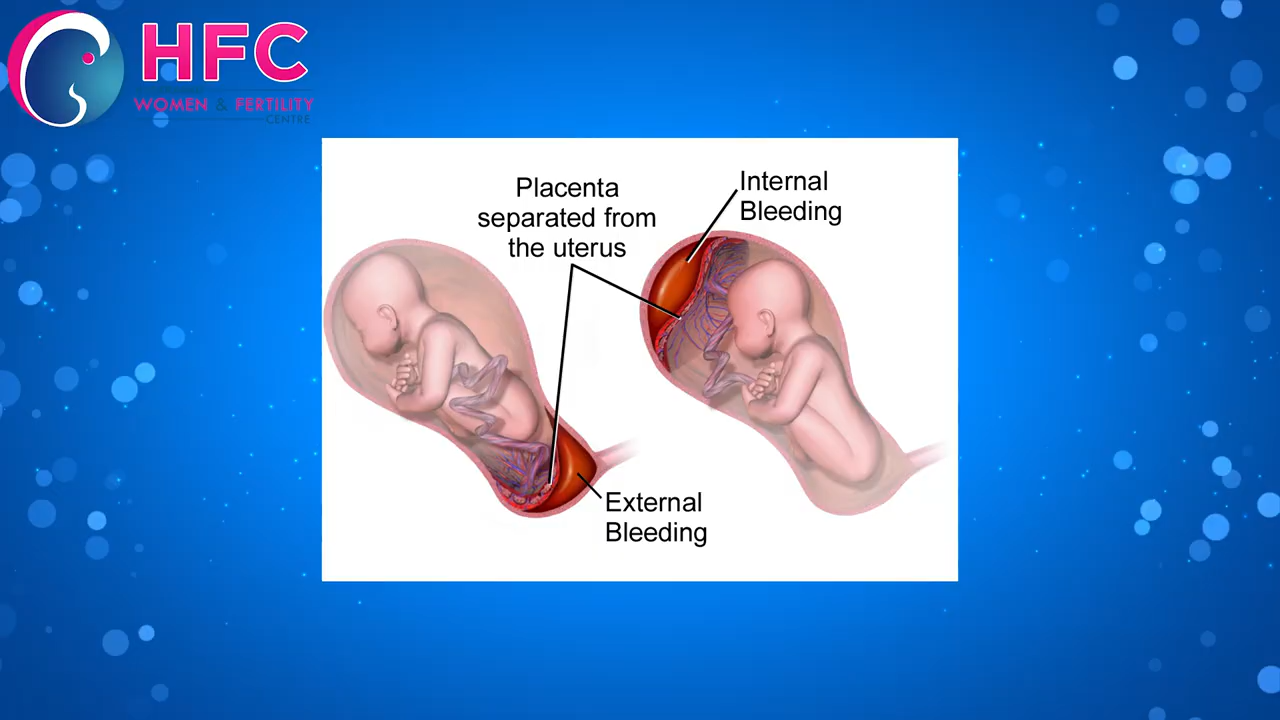 HFC
WOMEN & FERTILITY
CENTRE
Placenta
separated from
the uterus
Internal
Bleeding
External
Bleeding